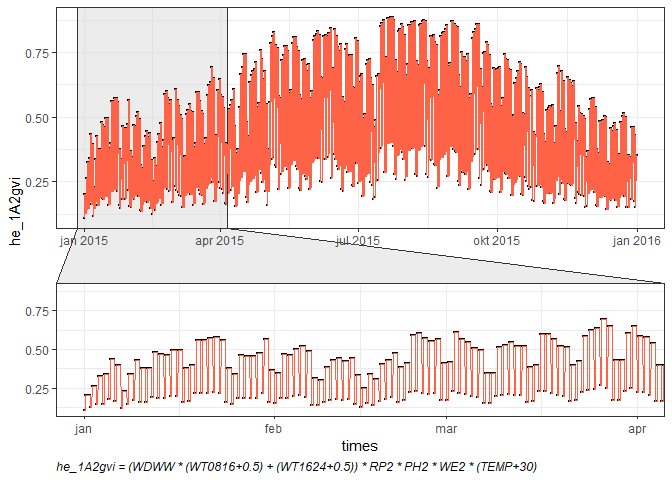 0.75
0.50
0.25
he_1A2gvi
jan 2015
apr 2015
jul 2015
okt 2015
jan 2016
0.75
0.50
0.25
jan
feb
mar
apr
times
he_1A2gvi = (WDWW * (WT0816+0.5) + (WT1624+0.5)) * RP2 * PH2 * WE2 * (TEMP+30)